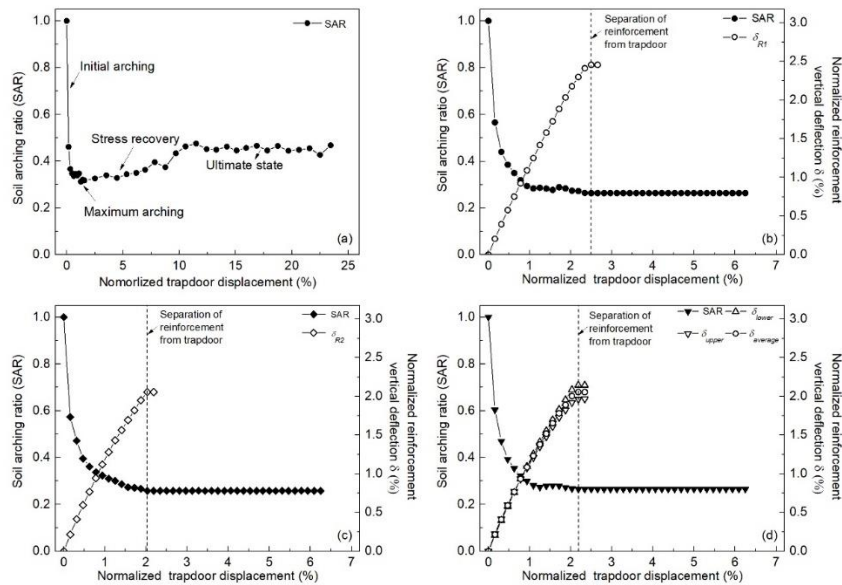 1.0
0.8
0.6
0.4
0.2
0.0
Soil arching ratio (SAR)
SAR
Initial arching
Stress recovery
Ultimate state
Maximum arching
(a)
0 5 10 15 20 25
Nomorlized trapdoor displacement (%)
1.0
0.8
0.6
0.4
0.2
0.0
Soil arching ratio (SAR)
Separation of
reinforcement
from trapdoor
SAR
δR1
3.0
2.5
2.0
1.5
1.0
0.5
0.0
Normalized reinforcement
vertical deflection δ (%)
(b)
0 1 2 3 4 5 6 7
Normalized trapdoor displacement (%)
1.0
0.8
0.6
0.4
0.2
0.0
Soil arching ratio (SAR)
Separation of
reinforcement
from trapdoor
SAR
δR2
3.0
2.5
2.0
1.5
1.0
0.5
0.0
Normalized reinforcement
vertical deflection δ (%)
(c)
0 1 2 3 4 5 6 7
Normalized trapdoor displacement (%)
1.0
0.8
0.6
0.4
0.2
0.0
Soil arching ratio (SAR)
Separation of
reinforcement
from trapdoor
SAR δlower
δupper δaverage
3.0
2.5
2.0
1.5
1.0
0.5
0.0
Normalized reinforcement
vertical deflection δ (%)
(d)
0 1 2 3 4 5 6 7
Normalized trapdoor displacement (%)